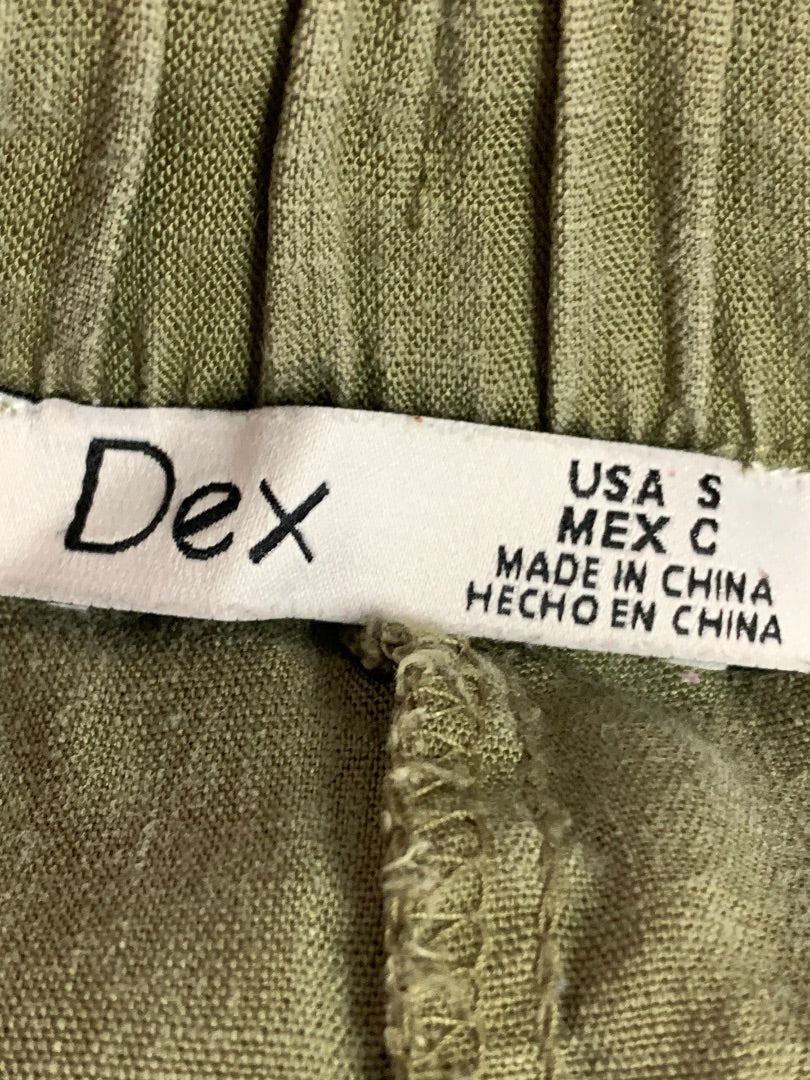 Dex
USA S
MEX C
MADE IN CHINA
HECHO EN CHINA